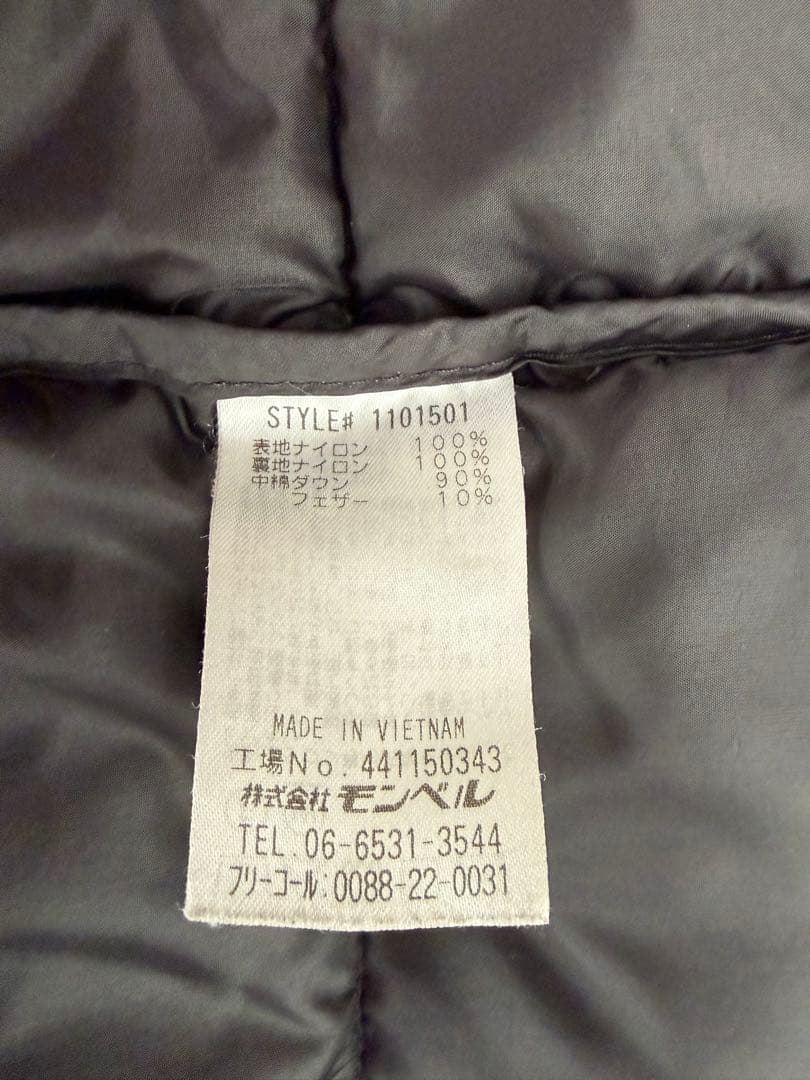 STYLE# 1101501
表地ナイロン 100%
裏地ナイロン 100%
中綿ダウン 90%
フェザー 10%
MADE IN VIETNAM
工場No. 441150343
株式会社 モンベル
TEL. 06-6531-3544
フリーコール:0088-22-0031